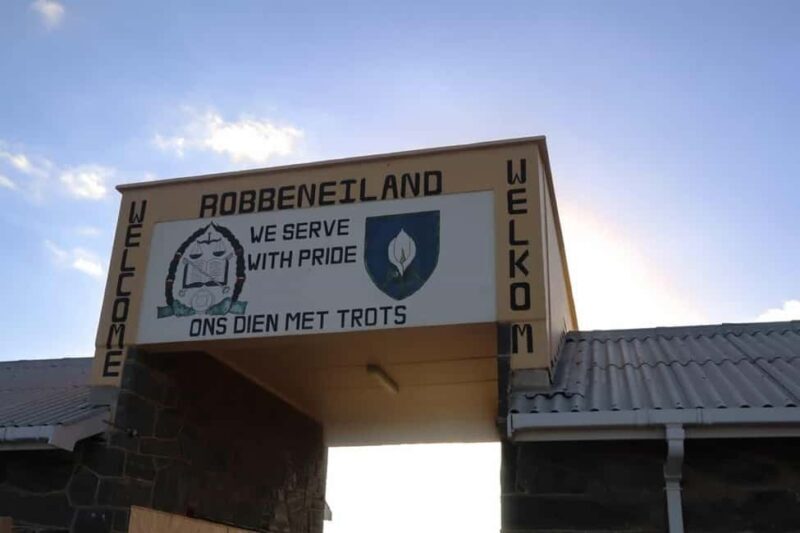 ROBBENEILAND
WELCOME
WE SERVE
WITH PRIDE
ONS DIEN MET TROTS
WELKOM